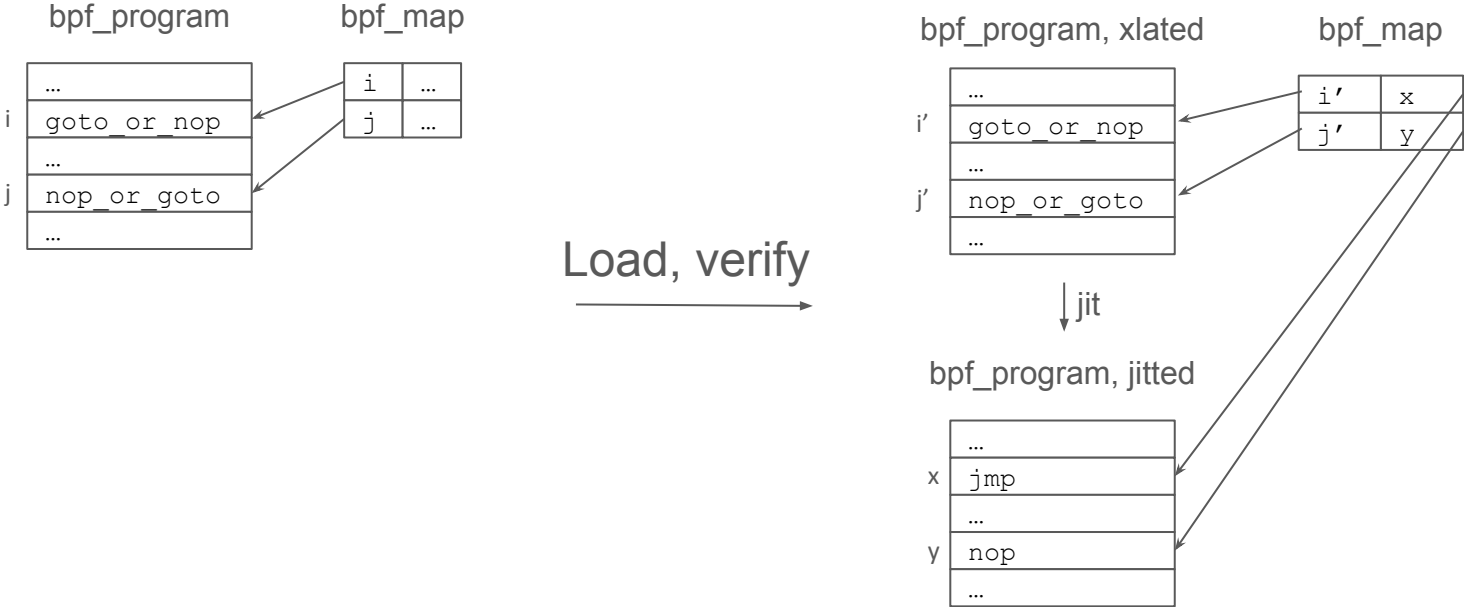 bpf_program
bpf_map
…
i goto_or_nop
…
j nop_or_goto
…
i …
j …
Load, verify
bpf_program, xlated
bpf_map
…
i' goto_or_nop
…
j' nop_or_goto
…
i' x
j' y
jit
bpf_program, jitted
…
x jmp
…
y nop
…